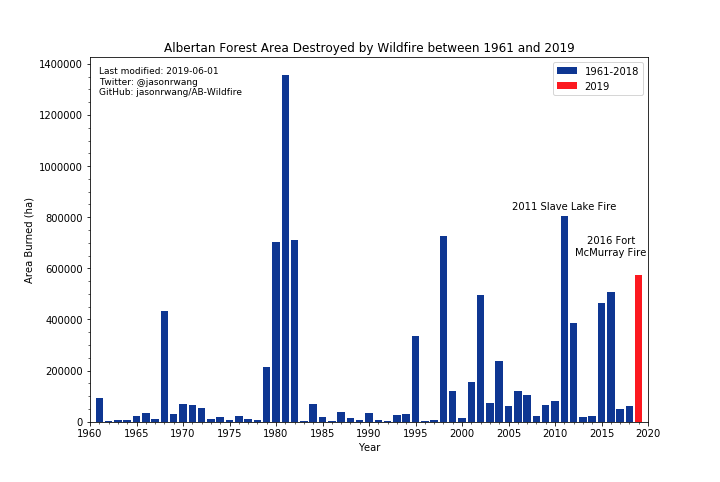 Albertan Forest Area Destroyed by Wildfire between 1961 and 2019
Last modified: 2019-06-01
Twitter: @jasonrwang
GitHub: jasonrwang/AB-Wildfire
1961-2018
2019
2011 Slave Lake Fire
2016 Fort
McMurray Fire
Area Burned (ha)
1400000
1200000
1000000
800000
600000
400000
200000
0
1960 1965 1970 1975 1980 1985 1990 1995 2000 2005 2010 2015 2020
Year